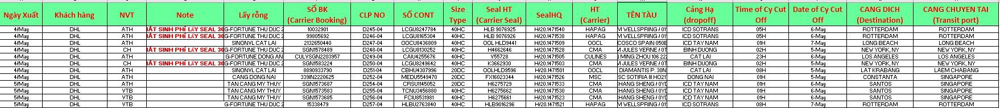 Ngày Xuất | Khách hàng | NVT | Note | Lấy rỗng | SỐ BK (Carrier Booking) | CLP NO | SỐ CONT | Size Type | Seal HT (Carrier Seal) | SealHQ | HT (Carrier) | TÊN TÀU | Cảng Hạ (dropoff) | Time of Cy Cut Off | Date of Cy Cut Off | CANG DICH (Destination) | CANG CHUYEN TAI (Transit port)
4/May | DHL | ATH | HÁT SINH PHÍ LẤY SEAL 30 | G-FORTUNE THU DUC 2 | 10032901 | D245-04 | LCGU8247784 | 40HC | HLB 9076925 | H/20.1471540 | HAPAG | M WELLSPRING / 01 | ICD SOTRANS | 05H | 6-May | ROTTERDAM | ROTTERDAM
4/May | DHL | ATH | HÁT SINH PHÍ LẤY SEAL 30 | G-FORTUNE THU DUC 2 | 99805692 | D246-04 | LCGU8165304 | 40HC | HLB 9076926 | H/20.1471538 | HAPAG | M WELLSPRING / 01 | ICD SOTRANS | 05H | 6-May | ROTTERDAM | ROTTERDAM
4/May | DHL | ATH | SINONVL CAT LAI | 2132650440 | D247-04 | OOCU8436809 | 40HC | OOL HLD9441 | H/20.1471509 | OOCL | COSCO SPAIN 050E | ICD TAY NAM | 01H | 7-May | LONG BEACH | LONG BEACH
4/May | DHL | CH | HÁT SINH PHÍ LẤY SEAL 30 | G-FORTUNE THU DUC 2 | SGN1578489 | D248-04 | LCGU8130252 | 40HC | H4662646 | H/20.1471528 | CMA | M JULES VERNE / 0T | BINH DUONG | 02H | 5-May | NEW YORK, NY | NEW YORK, NY
4/May | DHL | ATH | G-FORTUNE DONG AN | CULVSGN2203957 | D249-04 | CAIU4255676 | 40HC | V55728 | H/20.1471505 | CULINES | MING ZHOU 106 222 | CAT LAI | 23H | 6-May | LOS ANGELES | LOS ANGELES
4/May | DHL | CH | HÁT SINH PHÍ LẤY SEAL 30 | G-FORTUNE THU DUC 2 | SGN1583224 | D250-04 | LCGU8249642 | 40HC | K3662930 | H/20.1471503 | CMA | M JULES VERNE / 0T | BINH DUONG | 02H | 5-May | NEW YORK, NY | NEW YORK, NY
4/May | DHL | ATH | SINONVL CAT LAI | 8890933790 | D251-04 | CBHU4307996 | 20DC | OOLHLD9596 | H/20.1471501 | OOCL | DIAMANTIS P. 30N | CAT LAI | 08H | 5-May | LAT KRABANG | LAEM CHABANG
4/May | DHL | ATH | CANG DONG NAI | 339IN2220625 | D252-04 | MEDU5549470 | 20DC | FX16023344 | H/20.1471526 | MSC | SC SOTIRIA III HO21 | DONG NAI | 01H | 5-May | CONSTANTA | SINGAPORE
5/May | DHL | ATH | TAN CANG MY THUY | SGN1573687 | D254-04 | CRSU1145052 | 20DC | H6275729 | H/20.1471533 | CMA | HANG SHENG / 0YD | ICD TAY NAM | 01H | 6-May | SANTOS | SINGAPORE
5/May | DHL | VTB | TAN CANG MY THUY | SGN1573583 | D255-04 | TCNU3456880 | 40HC | H6275662 | H/20.1471530 | CMA | HANG SHENG / 0YD | ICD TAY NAM | 01H | 6-May | SANTOS | SINGAPORE
5/May | DHL | VTB | TAN CANG MY THUY | SGN1573685 | D256-04 | FCIU8531981 | 40HC | H6275661 | H/20.1471523 | CMA | HANG SHENG / 0YD | ICD TAY NAM | 01H | 6-May | SANTOS | SINGAPORE
5/May | DHL | VTB | G-FORTUNE THU DUC 2 | 15338479 | D257-04 | HLBU2763840 | 40HC | HLB9016296 | H/20.1471521 | HAPAG | M WELLSPRING / 01 | ICD SOTRANS | 08H | 7-May | ROTTERDAM | ROTTERDAM